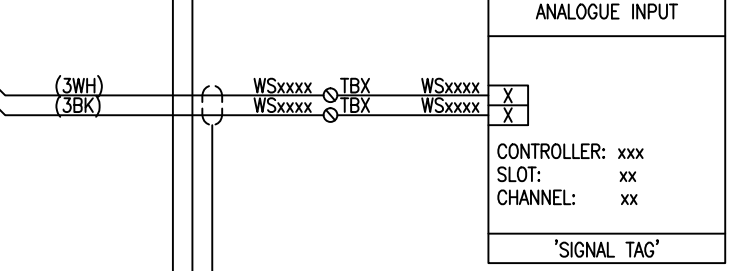 ANALOGUE INPUT
(3WH) WSxxxx TBX WSxxxx X
(3BK) WSxxxx TBX WSxxxx X
CONTROLLER: xxx
SLOT: xx
CHANNEL: xx
'SIGNAL TAG'